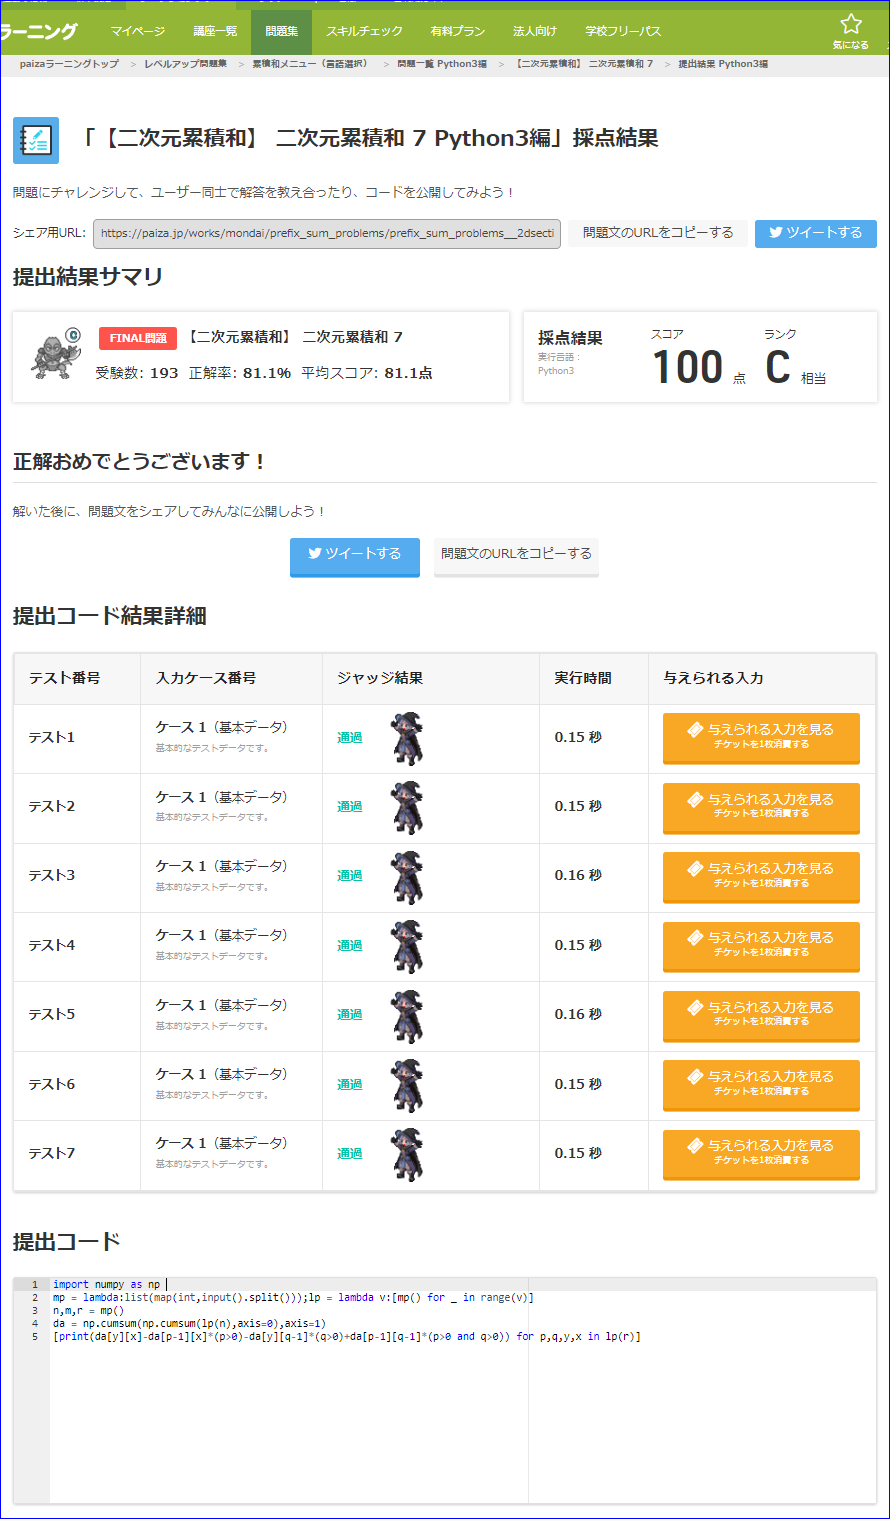 ラーニング
マイページ 講座一覧 問題集 スキルチェック 有料プラン 法人向け 学校フリーパス 気になる
paizaラーニングトップ > レベルアップ問題集 > 累積和メニュー（言語選択） > 問題一覧 Python3編 > 【二次元累積和】 二次元累積和 7 > 提出結果 Python3編
「【二次元累積和】 二次元累積和 7 Python3編」採点結果
問題にチャレンジして、ユーザー同士で解答を教え合ったり、コードを公開してみよう！
シェア用URL: https://paiza.jp/works/mondai/prefix_sum_problems/prefix_sum_problems__2dsecti 問題文のURLをコピーする ツイートする
提出結果サマリ
FINAL問題 【二次元累積和】 二次元累積和 7
受験数: 193 正解率: 81.1% 平均スコア: 81.1点
採点結果
実行言語：
Python3
スコア
100 点
ランク
C 相当
正解おめでとうございます！
解いた後に、問題文をシェアしてみんなに公開しよう！
ツイートする 問題文のURLをコピーする
提出コード結果詳細
テスト番号 入力ケース番号 ジャッジ結果 実行時間 与えられる入力
テスト1 ケース 1（基本データ） 通過 0.15 秒 与えられる入力を見る
基本的なテストデータです。 チケットを1枚消費する
テスト2 ケース 1（基本データ） 通過 0.15 秒 与えられる入力を見る
基本的なテストデータです。 チケットを1枚消費する
テスト3 ケース 1（基本データ） 通過 0.16 秒 与えられる入力を見る
基本的なテストデータです。 チケットを1枚消費する
テスト4 ケース 1（基本データ） 通過 0.15 秒 与えられる入力を見る
基本的なテストデータです。 チケットを1枚消費する
テスト5 ケース 1（基本データ） 通過 0.16 秒 与えられる入力を見る
基本的なテストデータです。 チケットを1枚消費する
テスト6 ケース 1（基本データ） 通過 0.15 秒 与えられる入力を見る
基本的なテストデータです。 チケットを1枚消費する
テスト7 ケース 1（基本データ） 通過 0.15 秒 与えられる入力を見る
基本的なテストデータです。 チケットを1枚消費する
提出コード
1 import numpy as np
2 mp = lambda:list(map(int,input().split()));lp = lambda v:[mp() for _ in range(v)]
3 n,m,r = mp()
4 da = np.cumsum(np.cumsum(lp(n),axis=0),axis=1)
5 [print(da[y][x]-da[p-1][x]*(p>0)-da[y][q-1]*(q>0)+da[p-1][q-1]*(p>0 and q>0)) for p,q,y,x in lp(r)]